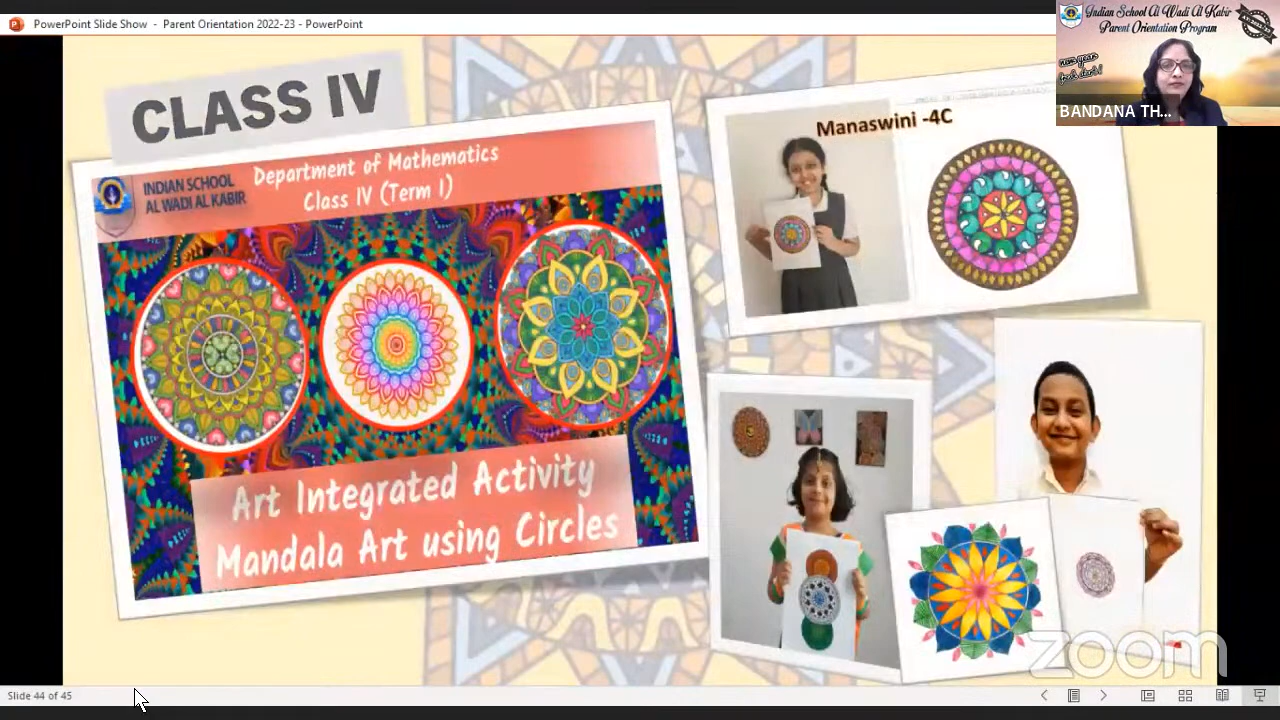 PowerPoint Slide Show - Parent Orientation 2022-23 - PowerPoint
Indian School Al Wadi Al Kabir
Parent Orientation Program
BANDANA TH...
CLASS IV
INDIAN SCHOOL
AL WADI AL KABIR
Department of Mathematics
Class IV (Term I)
Art Integrated Activity
Mandala Art using Circles
Manaswini -4C
zoom
Slide 44 of 45